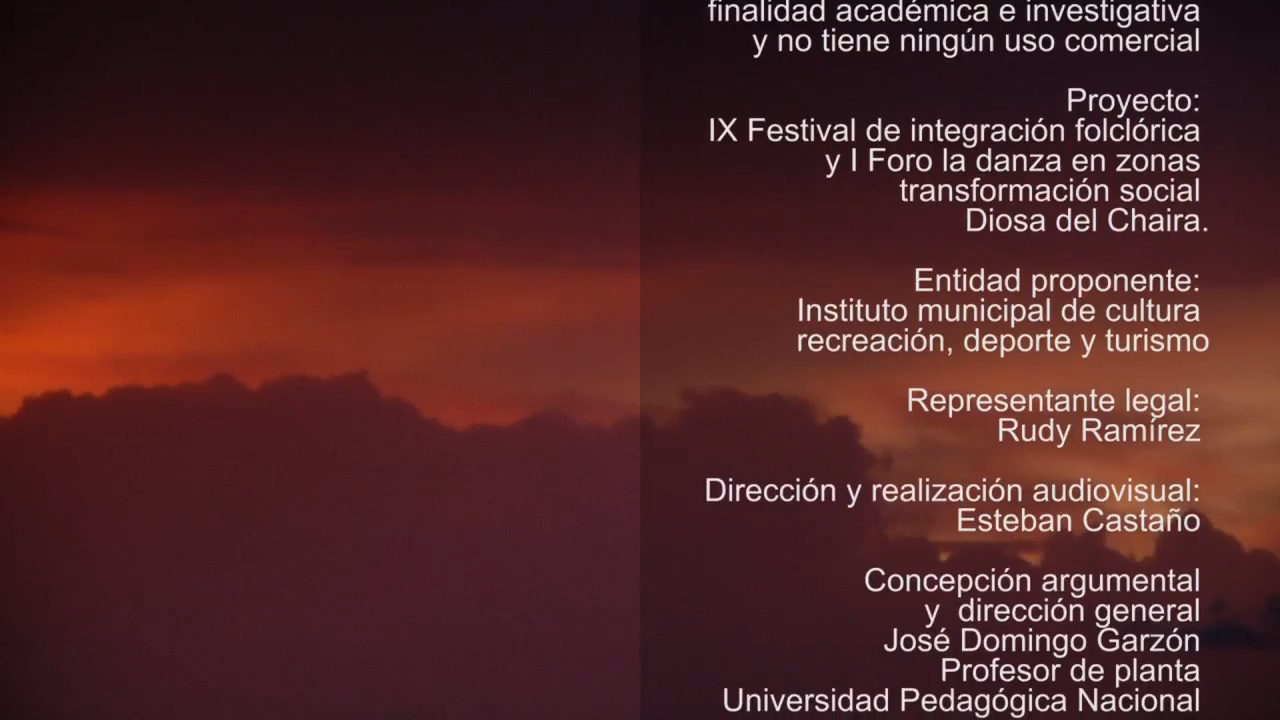 finalidad académica e investigativa
y no tiene ningún uso comercial
Proyecto:
IX Festival de integración folclórica
y I Foro la danza en zonas
transformación social
Diosa del Chaira.
Entidad proponente:
Instituto municipal de cultura
recreación, deporte y turismo
Representante legal:
Rudy Ramírez
Dirección y realización audiovisual:
Esteban Castaño
Concepción argumental
y dirección general
José Domingo Garzón
Profesor de planta
Universidad Pedagógica Nacional